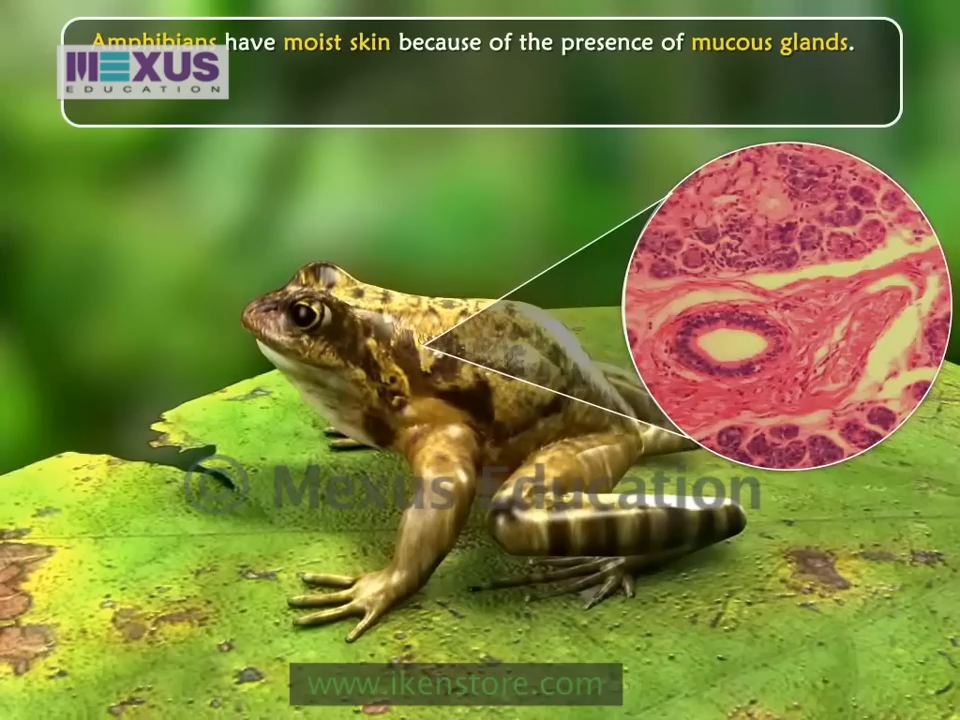 Amphibians have moist skin because of the presence of mucous glands.
MEXUS
EDUCATION
© Mexus Education
www.ikenstore.com